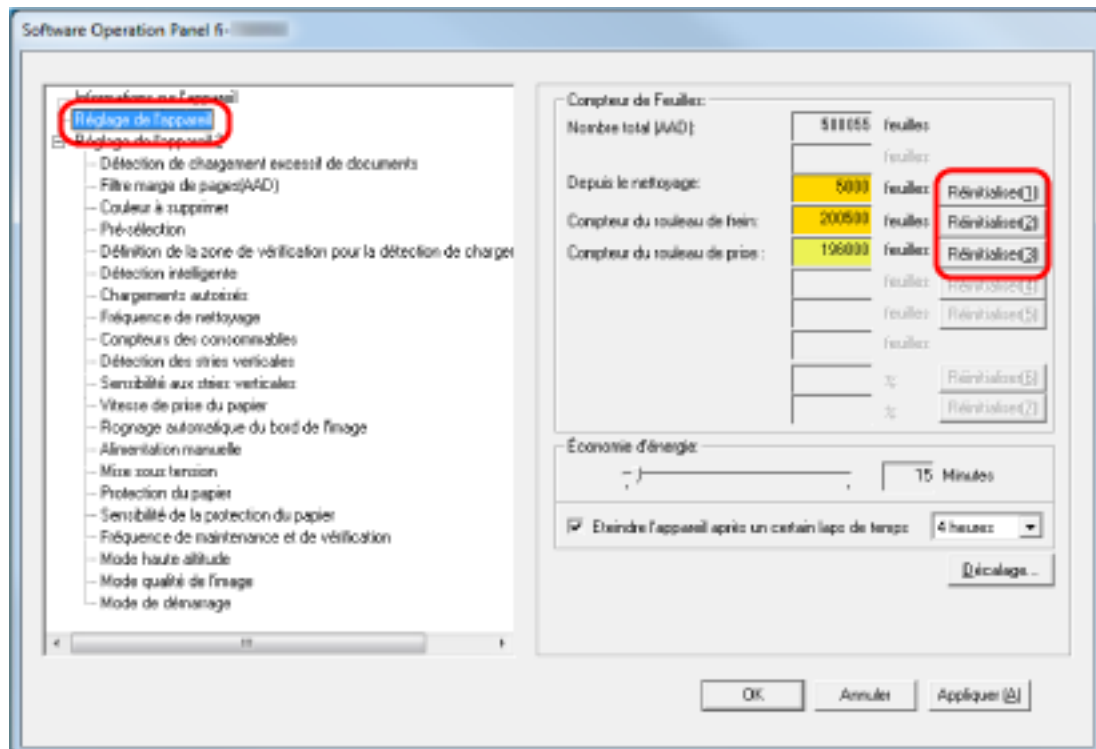 Software Operation Panel fi-
Informations sur l'appareil
Réglage de l'appareil
Réglage de l'appareil 2
Détection de chargement excessif de documents
Filtre marge de pages(AAD)
Couleur à supprimer
Pré-sélection
Définition de la zone de vérification pour la détection de charger
Détection intelligente
Chargements autorisés
Fréquence de nettoyage
Compteurs des consommables
Détection des stries verticales
Sensibilité aux stries verticales
Vitesse de prise du papier
Rognage automatique du bord de l'image
Alimentation manuelle
Mise sous tension
Protection du papier
Sensibilité de la protection du papier
Fréquence de maintenance et de vérification
Mode haute altitude
Mode qualité de l'image
Mode de démarrage
Compteur de Feuilles:
Nombre total (AAD): 500055 feuilles
feuilles
Depuis le nettoyage: 5000 feuilles Réinitialiser(1)
Compteur du rouleau de frein: 200500 feuilles Réinitialiser(2)
Compteur du rouleau de prise : 196000 feuilles Réinitialiser(3)
feuilles Réinitialiser(4)
feuilles Réinitialiser(5)
feuilles
% Réinitialiser(6)
% Réinitialiser(7)
Économie d'énergie:
15 Minutes
Eteindre l'appareil après un certain laps de temps 4 heures
Décalage...
OK Annuler Appliquer (A)